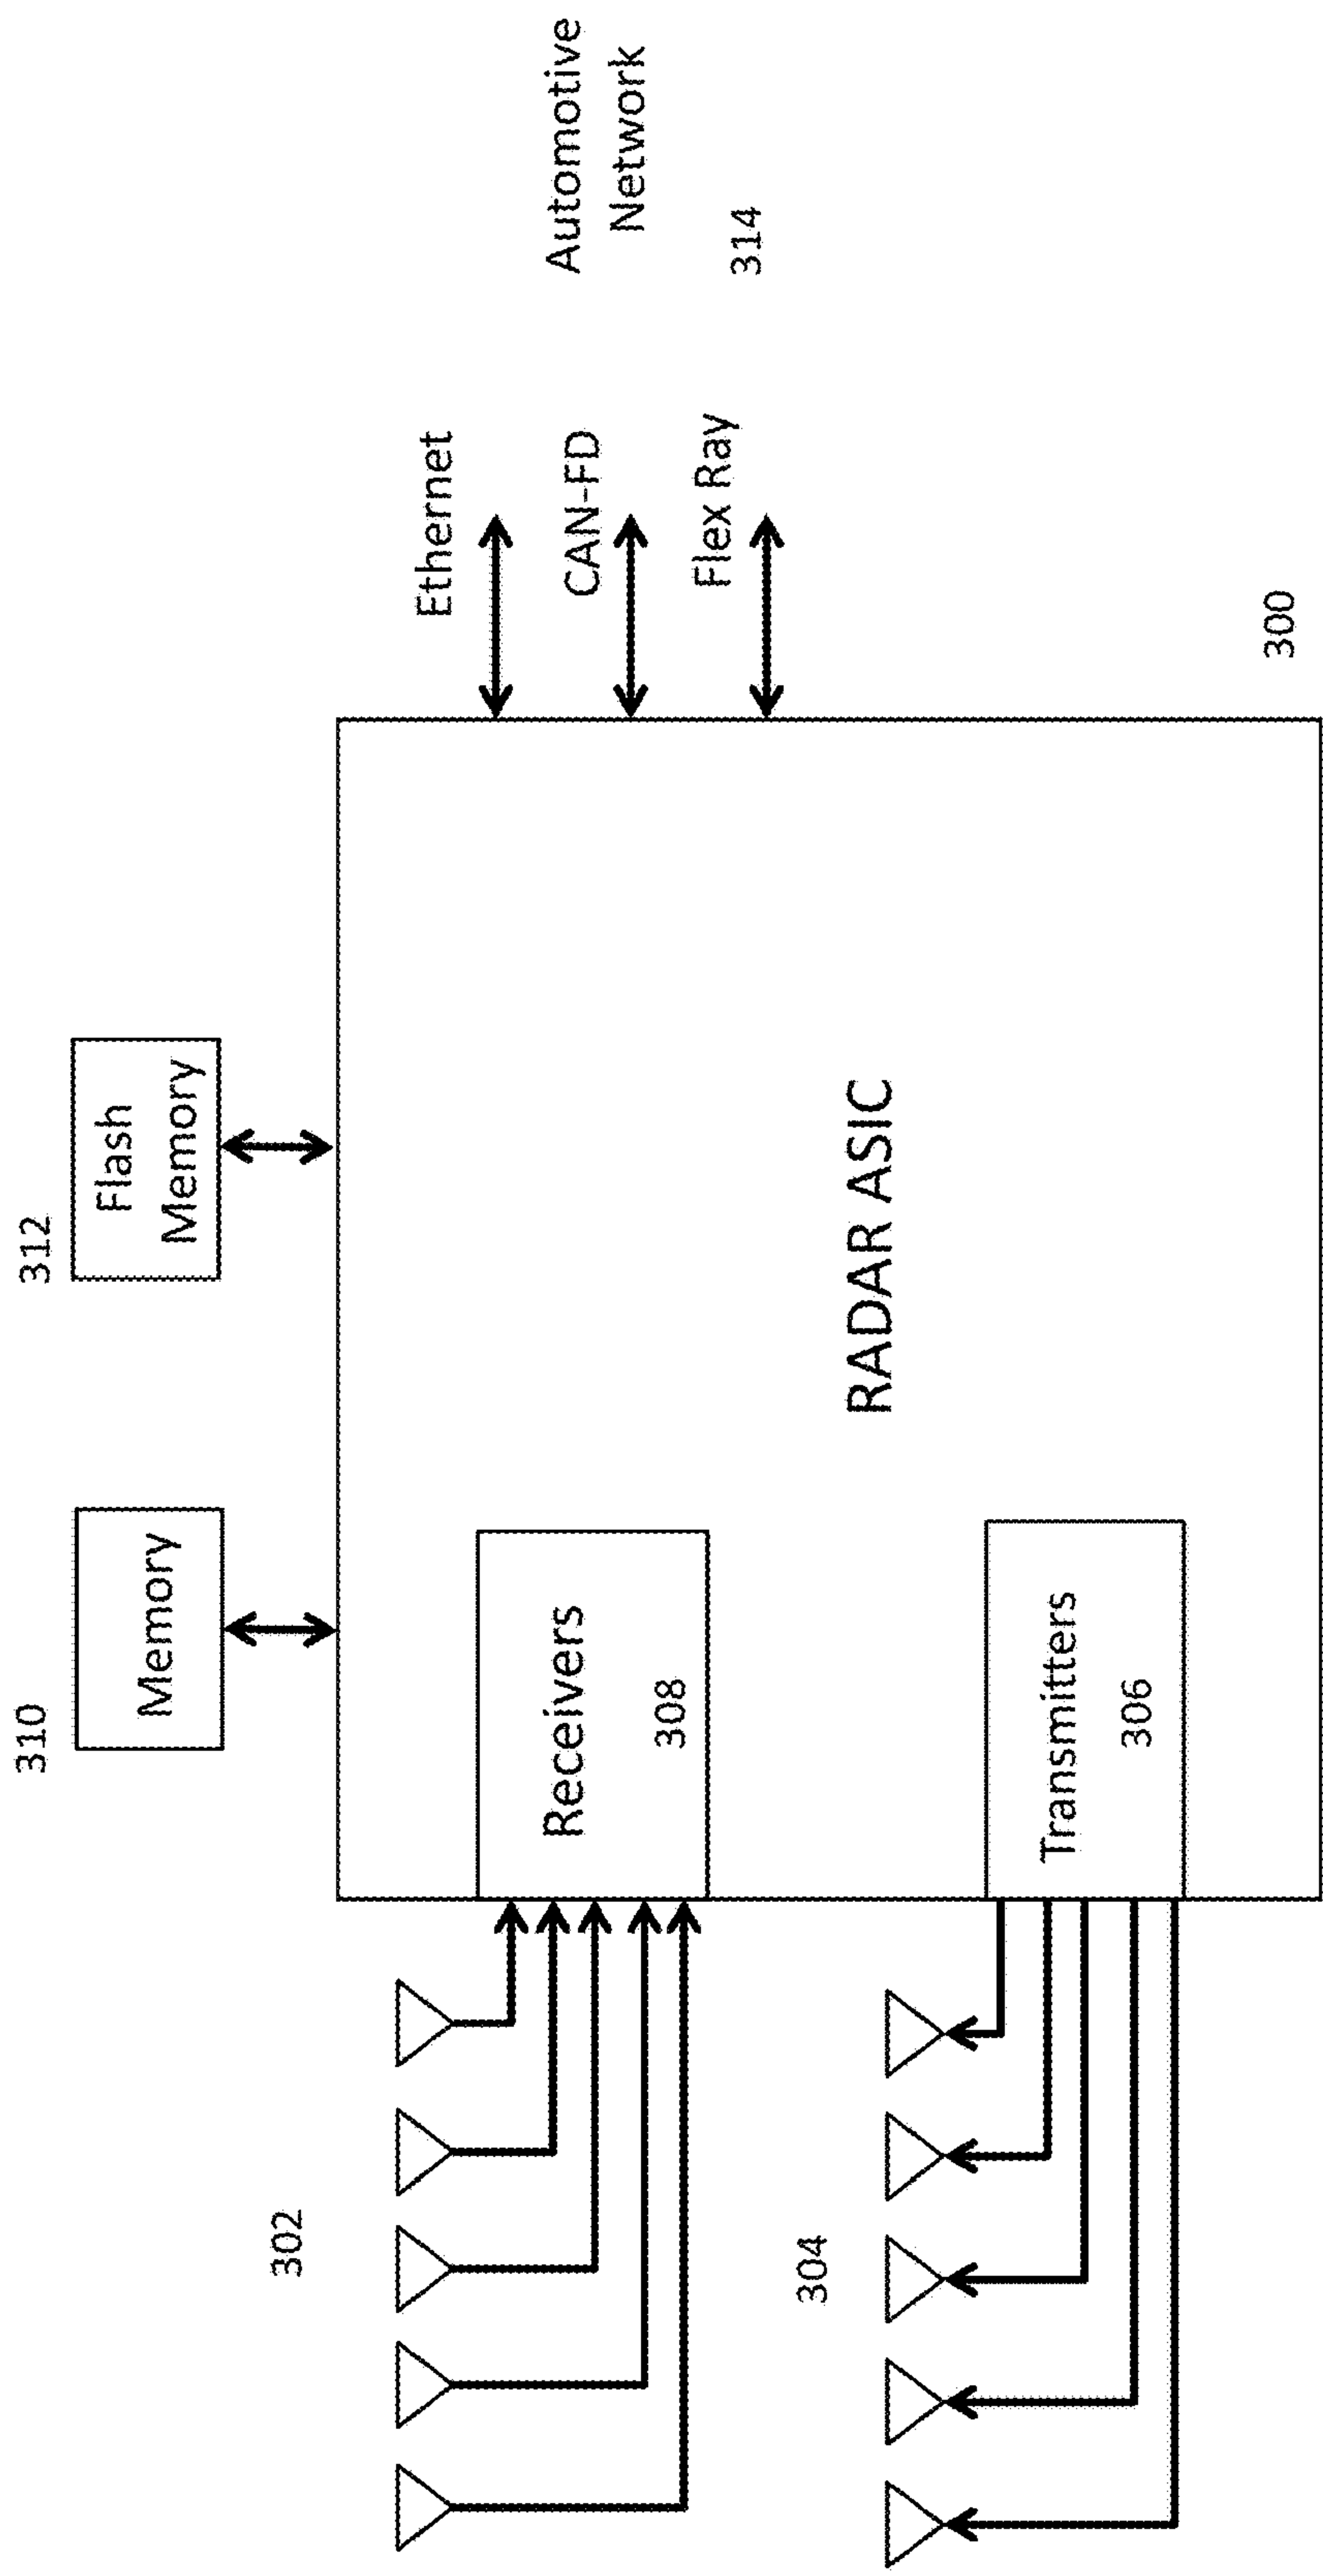 310
Memory
312
Flash
Memory
302
Receivers
308
304
Transmitters
306
RADAR ASIC
Ethernet
CAN-FD
Flex Ray
Automotive
Network
314
300